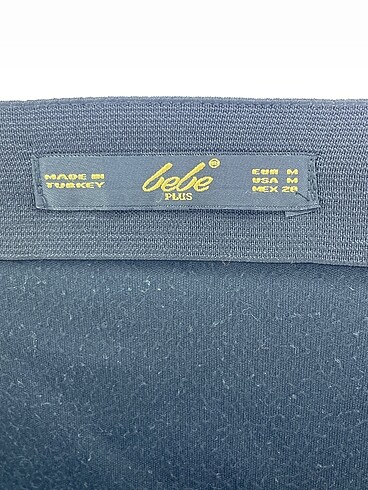 MADE IN
TURKEY
bebe®
PLUS
EUR M
USA M
MEX 28